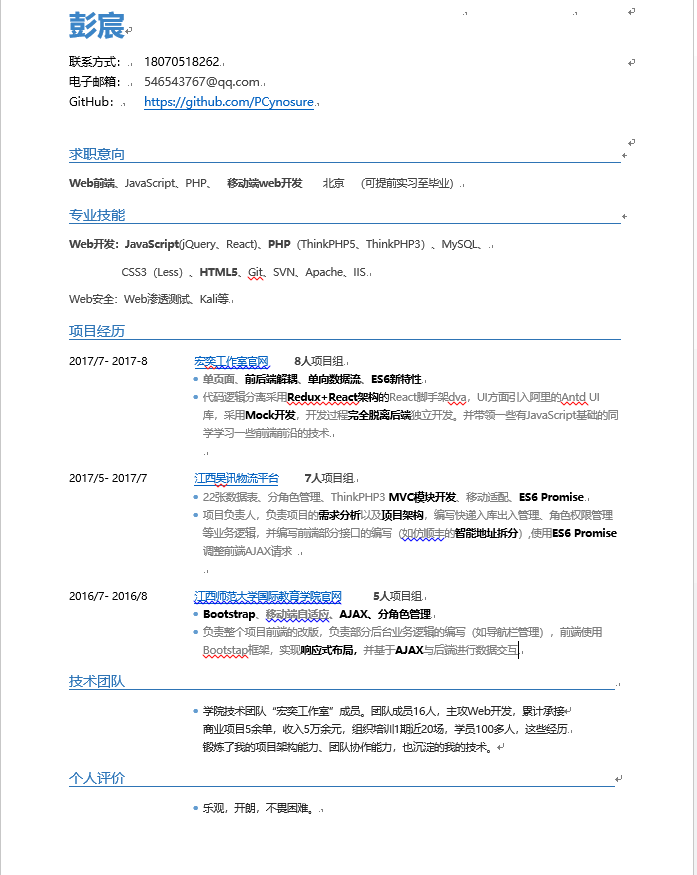 彭宸
联系方式： 18070518262
电子邮箱： 546543767@qq.com
GitHub： https://github.com/PCynosure
求职意向
Web前端、JavaScript、PHP、 移动端web开发 北京 （可提前实习至毕业）
专业技能
Web开发：JavaScript(jQuery、React)、PHP（ThinkPHP5、ThinkPHP3）、MySQL、
CSS3（Less）、HTML5、Git、SVN、Apache、IIS
Web安全：Web渗透测试、Kali等
项目经历
2017/7- 2017-8 宏奕工作室官网 8人项目组
单页面、前后端解耦、单向数据流、ES6新特性
代码逻辑分离采用Redux+React架构的React脚手架dva，UI方面引入阿里的Antd UI
库，采用Mock开发，开发过程完全脱离后端独立开发。并带领一些有JavaScript基础的同
学学习一些前端前沿的技术
2017/5- 2017/7 江西昊讯物流平台 7人项目组
22张数据表、分角色管理、ThinkPHP3 MVC模块开发、移动适配、ES6 Promise
项目负责人，负责项目的需求分析以及顶目架构，编写快递入库出入管理、角色权限管理
等业务逻辑，并编写前端部分接口的编写（如仿顺丰的智能地址拆分）,使用ES6 Promise
调整前端AJAX请求
2016/7- 2016/8 江西师范大学国际教育学院官网 5人项目组
Bootstrap、移动端自适应、AJAX、分角色管理
负责整个项目前端的改版，负责部分后台业务逻辑的编写（如导航栏管理），前端使用
Bootstap框架，实现响应式布局，并基于AJAX与后端进行数据交互
技术团队
学院技术团队“宏奕工作室”成员。团队成员16人，主攻Web开发，累计承接
商业项目5余单，收入5万余元，组织培训1期近20场，学员100多人，这些经历
锻炼了我的项目架构能力、团队协作能力，也沉淀的我的技术。
个人评价
乐观，开朗，不畏困难。